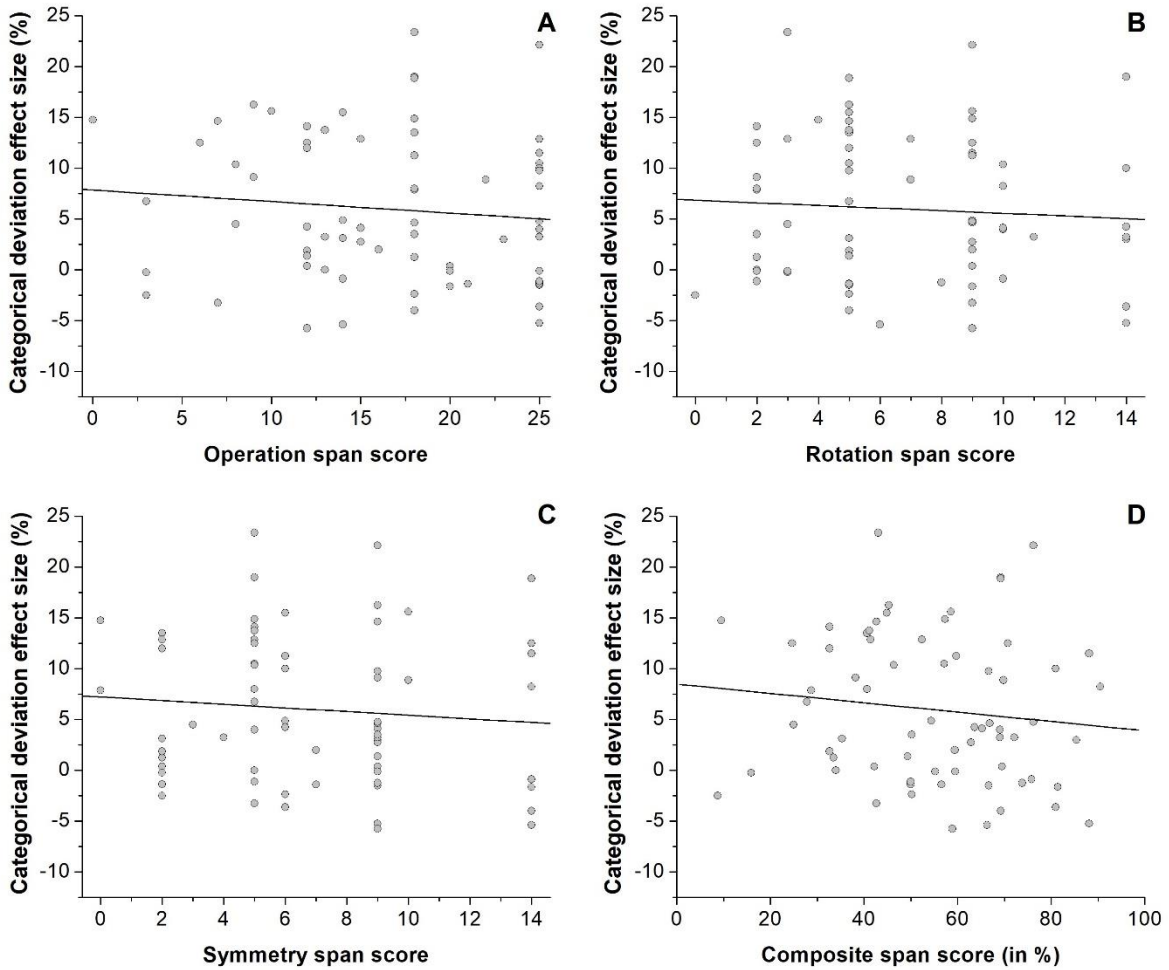 A
Categorical deviation effect size (%)
25
20
15
10
5
0
-5
-10
0 5 10 15 20 25
Operation span score
B
Categorical deviation effect size (%)
25
20
15
10
5
0
-5
-10
0 2 4 6 8 10 12 14
Rotation span score
C
Categorical deviation effect size (%)
25
20
15
10
5
0
-5
-10
0 2 4 6 8 10 12 14
Symmetry span score
D
Categorical deviation effect size (%)
25
20
15
10
5
0
-5
-10
0 20 40 60 80 100
Composite span score (in %)